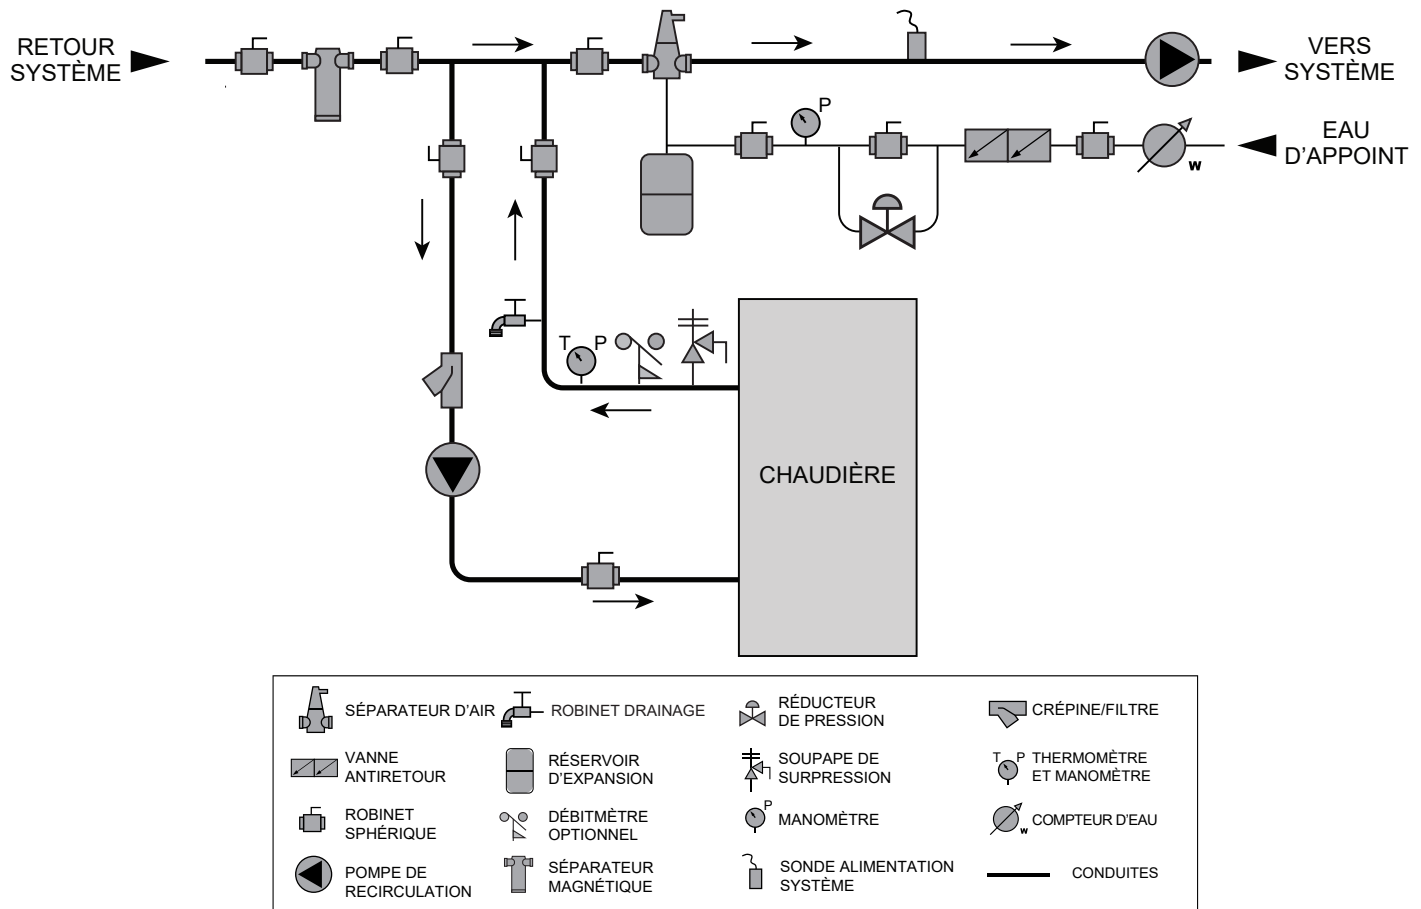 RETOUR
SYSTÈME
VERS
SYSTÈME
P
EAU
D'APPOINT
w
T P
CHAUDIÈRE
SÉPARATEUR D'AIR
ROBINET DRAINAGE
RÉDUCTEUR
DE PRESSION
CRÉPINE/FILTRE
VANNE
ANTIRETOUR
RÉSERVOIR
D'EXPANSION
SOUPAPE DE
SURPRESSION
T P
THERMOMÈTRE
ET MANOMÈTRE
ROBINET
SPHÉRIQUE
DÉBITMÈTRE
OPTIONNEL
P
MANOMÈTRE
w
COMPTEUR D'EAU
POMPE DE
RECIRCULATION
SÉPARATEUR
MAGNÉTIQUE
SONDE ALIMENTATION
SYSTÈME
CONDUITES